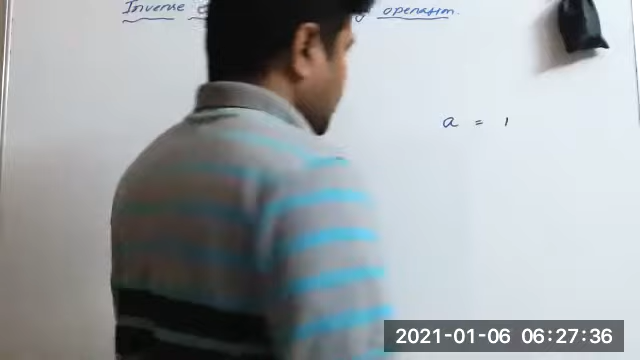 Inverse
operation.
a = 1
2021-01-06 06:27:36